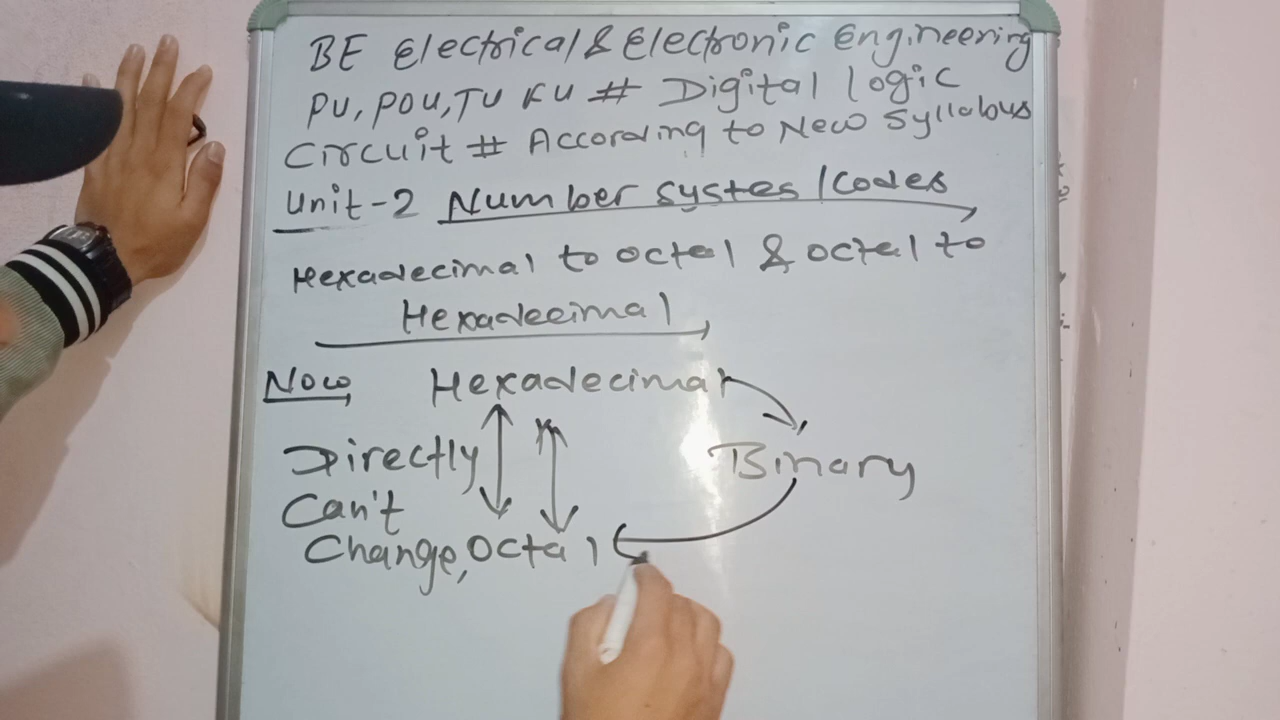 BE Electrical & Electronic Engineering
PU, POU, TU KU # Digital logic
Circuit # According to New Syllabus
Unit-2 Number systes/Codes
Hexadecimal to octal & octal to
Hexadecimal
Now Hexadecimal
Directly Binary
Can't
Change, Octal